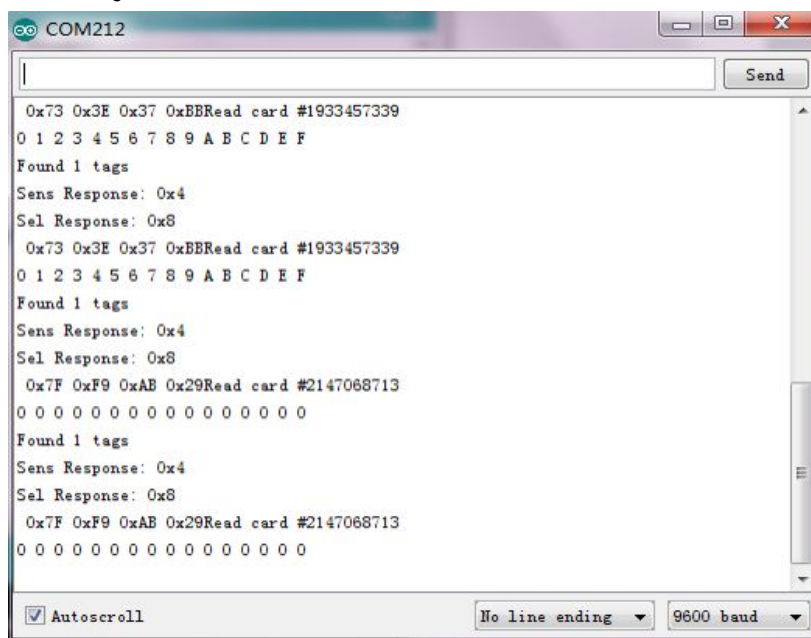 COM212
Send
0x73 0x3E 0x37 0xBBRead card #1933457339
0 1 2 3 4 5 6 7 8 9 A B C D E F
Found 1 tags
Sens Response: 0x4
Sel Response: 0x8
0x73 0x3E 0x37 0xBBRead card #1933457339
0 1 2 3 4 5 6 7 8 9 A B C D E F
Found 1 tags
Sens Response: 0x4
Sel Response: 0x8
0x7F 0xF9 0xAB 0x29Read card #2147068713
0 0 0 0 0 0 0 0 0 0 0 0 0 0 0 0
Found 1 tags
Sens Response: 0x4
Sel Response: 0x8
0x7F 0xF9 0xAB 0x29Read card #2147068713
0 0 0 0 0 0 0 0 0 0 0 0 0 0 0 0
Autoscroll No line ending 9600 baud